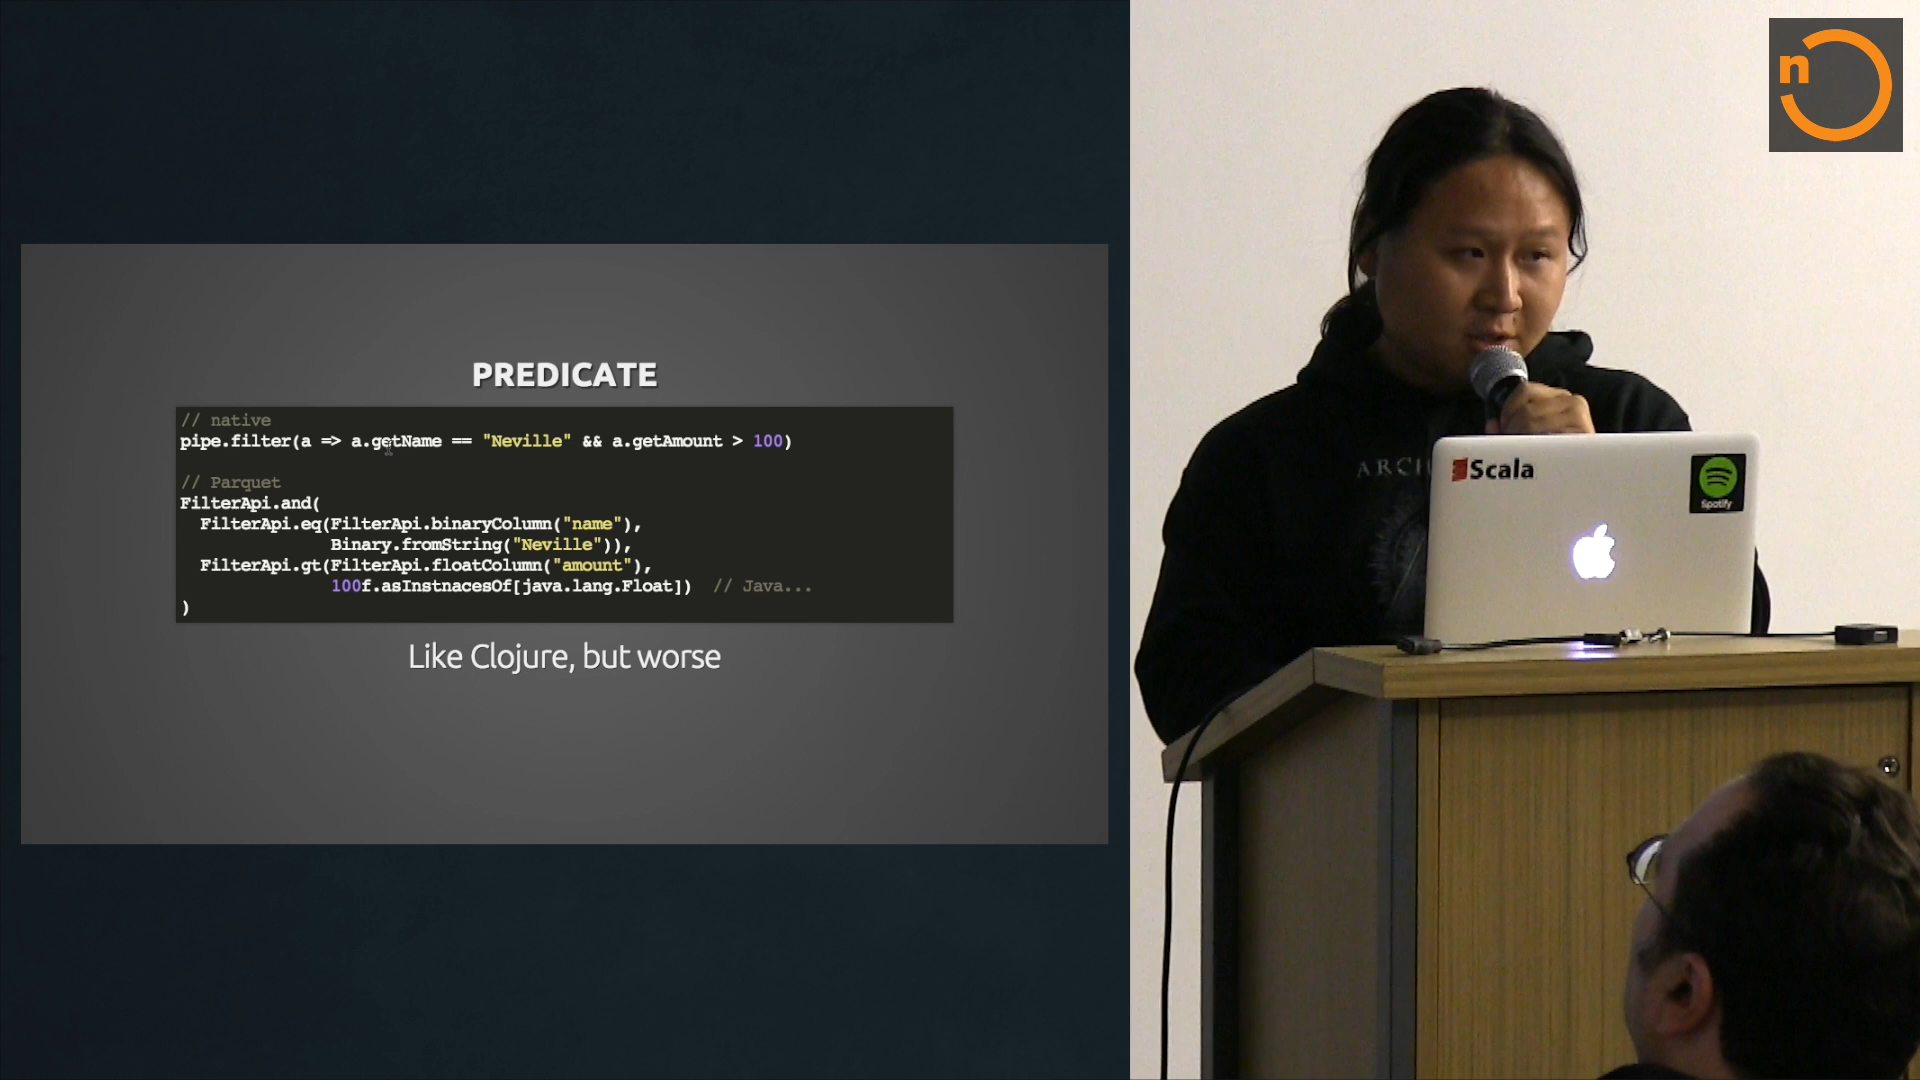 PREDICATE
// native
pipe.filter(a => a.getName == "Neville" && a.getAmount > 100)
// Parquet
FilterApi.and(
FilterApi.eq(FilterApi.binaryColumn("name"),
Binary.fromString("Neville")),
FilterApi.gt(FilterApi.floatColumn("amount"),
100f.asInstnacesOf[java.lang.Float]) // Java...
)
Like Clojure, but worse
n
Scala
Spotify